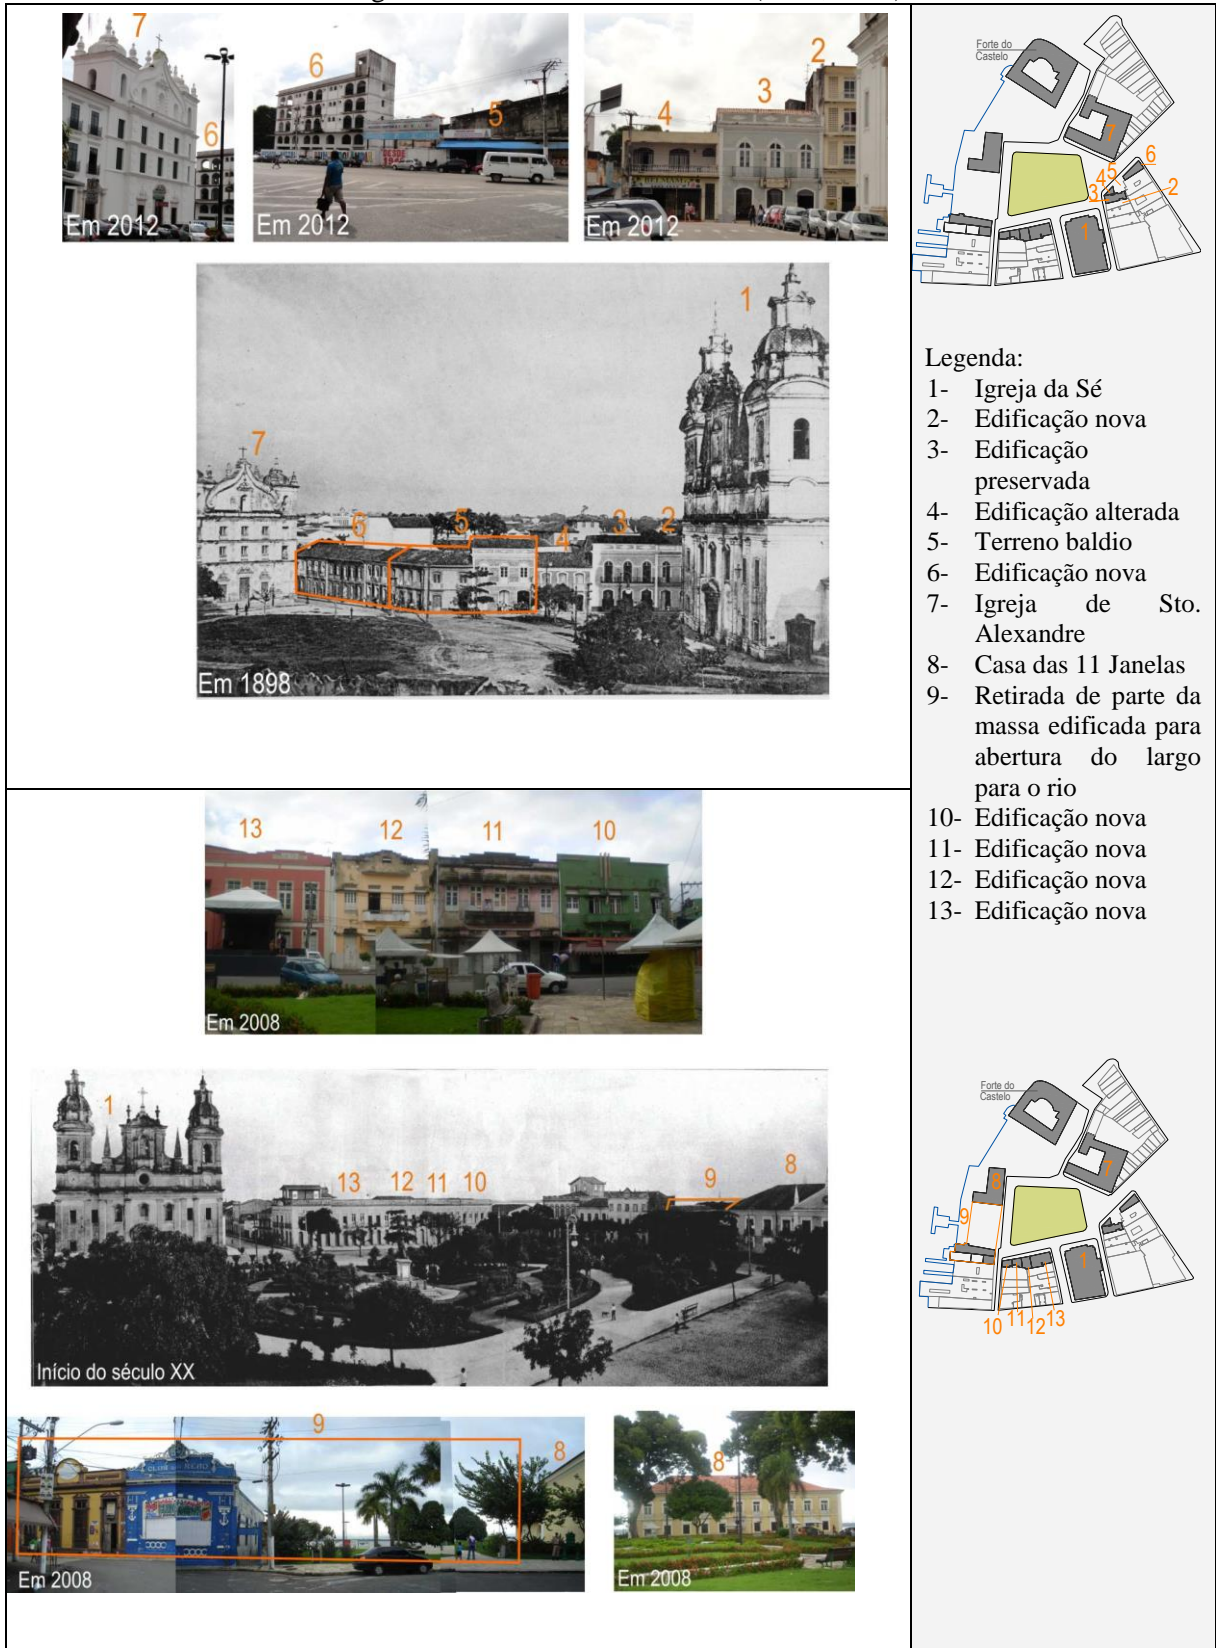 7
6
Em 2012
6
5
Em 2012
2
3
4
Em 2012
1
7
6
5
4
3
2
Em 1898
Forte do
Castelo
7
6
5
4
3
2
1
Legenda:
1- Igreja da Sé
2- Edificação nova
3- Edificação
preservada
4- Edificação alterada
5- Terreno baldio
6- Edificação nova
7- Igreja de Sto.
Alexandre
8- Casa das 11 Janelas
9- Retirada de parte da
massa edificada para
abertura do largo
para o rio
10- Edificação nova
11- Edificação nova
12- Edificação nova
13- Edificação nova
13
12
11
10
Em 2008
1
13
12
11
10
9
8
Início do século XX
9
8
Em 2008
8
Em 2008
Forte do
Castelo
7
8
9
1
10
11
12
13